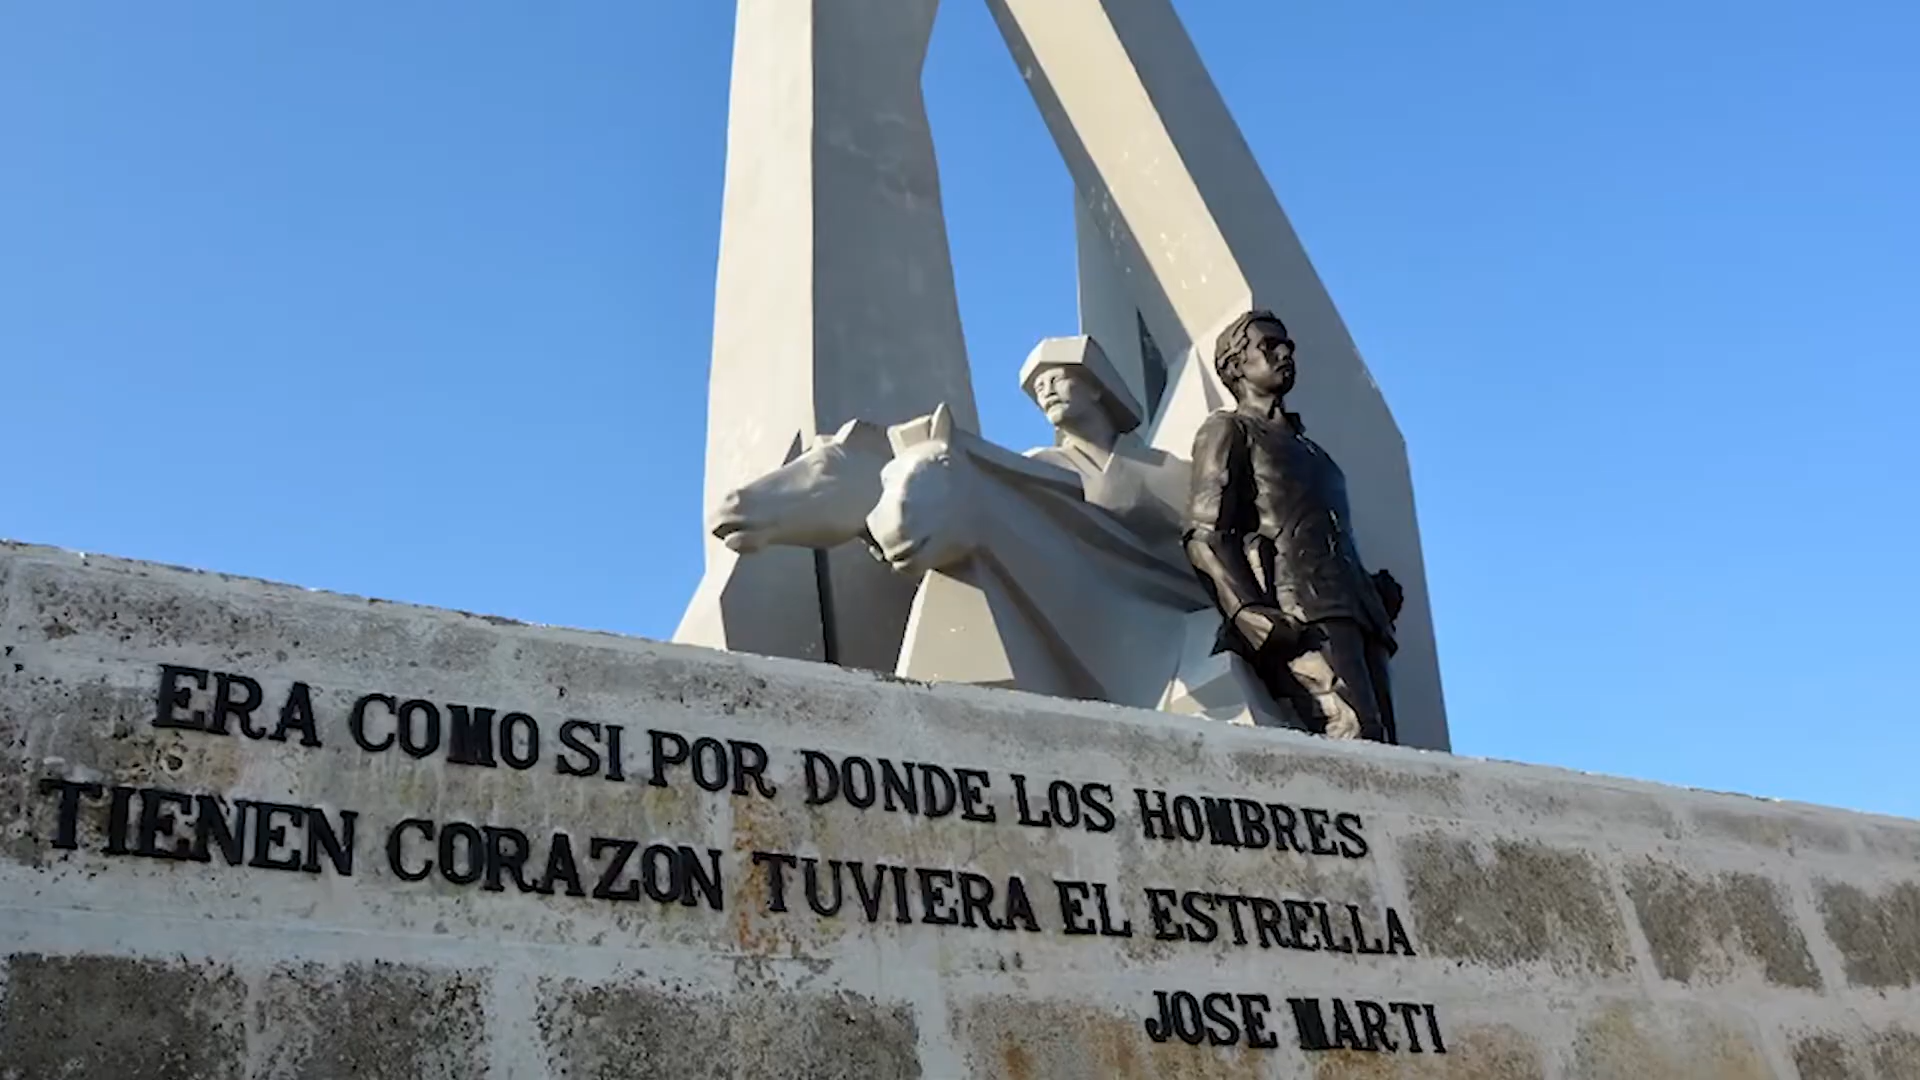 ERA COMO SI POR DONDE LOS HOMBRES
TIENEN CORAZON TUVIERA EL ESTRELLA
JOSE MARTI